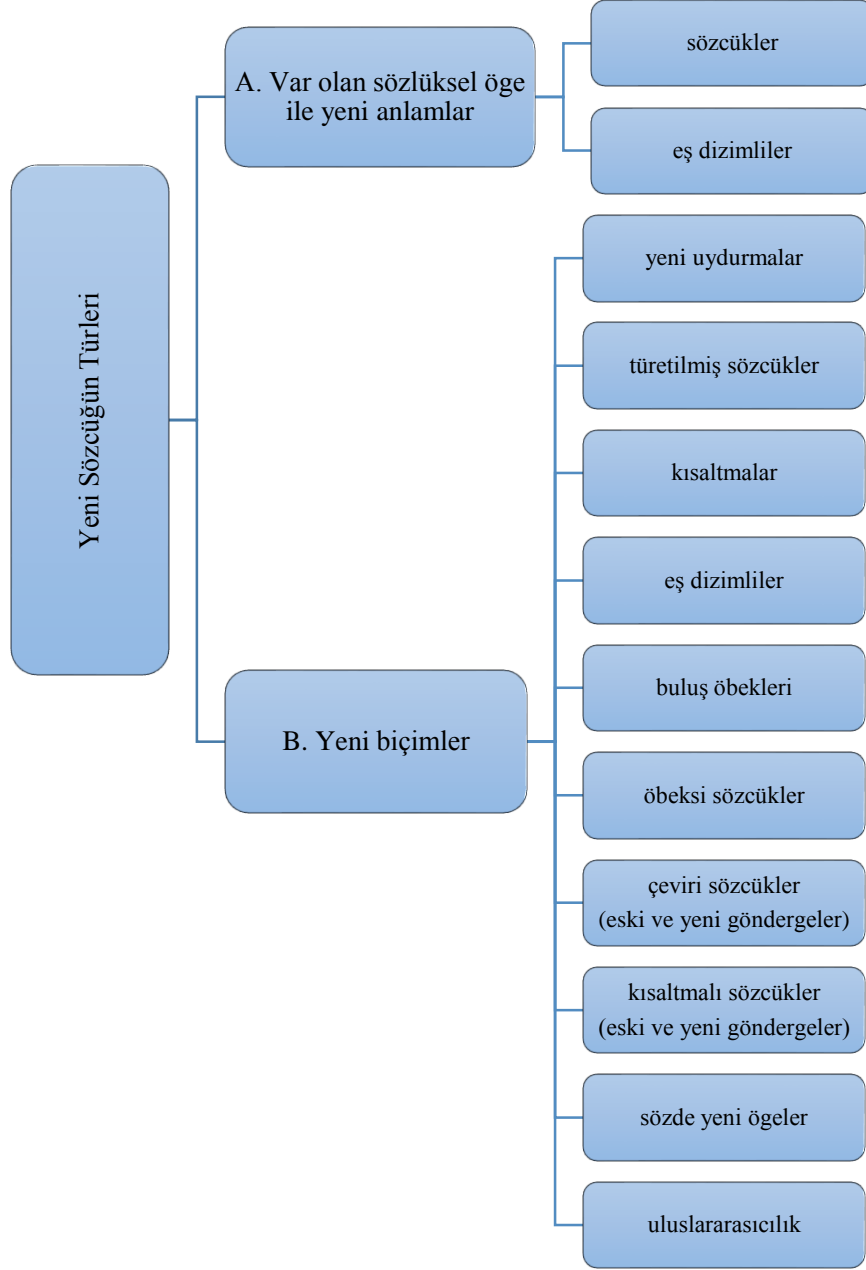 Yeni Sözcüğün Türleri
A. Var olan sözlüksel öge
ile yeni anlamlar
sözcükler
eş dizimliler
B. Yeni biçimler
yeni uydurmalar
türetilmiş sözcükler
kısaltmalar
eş dizimliler
buluş öbekleri
öbeksi sözcükler
çeviri sözcükler
(eski ve yeni göndergeler)
kısaltmalı sözcükler
(eski ve yeni göndergeler)
sözde yeni ögeler
uluslararasıcılık